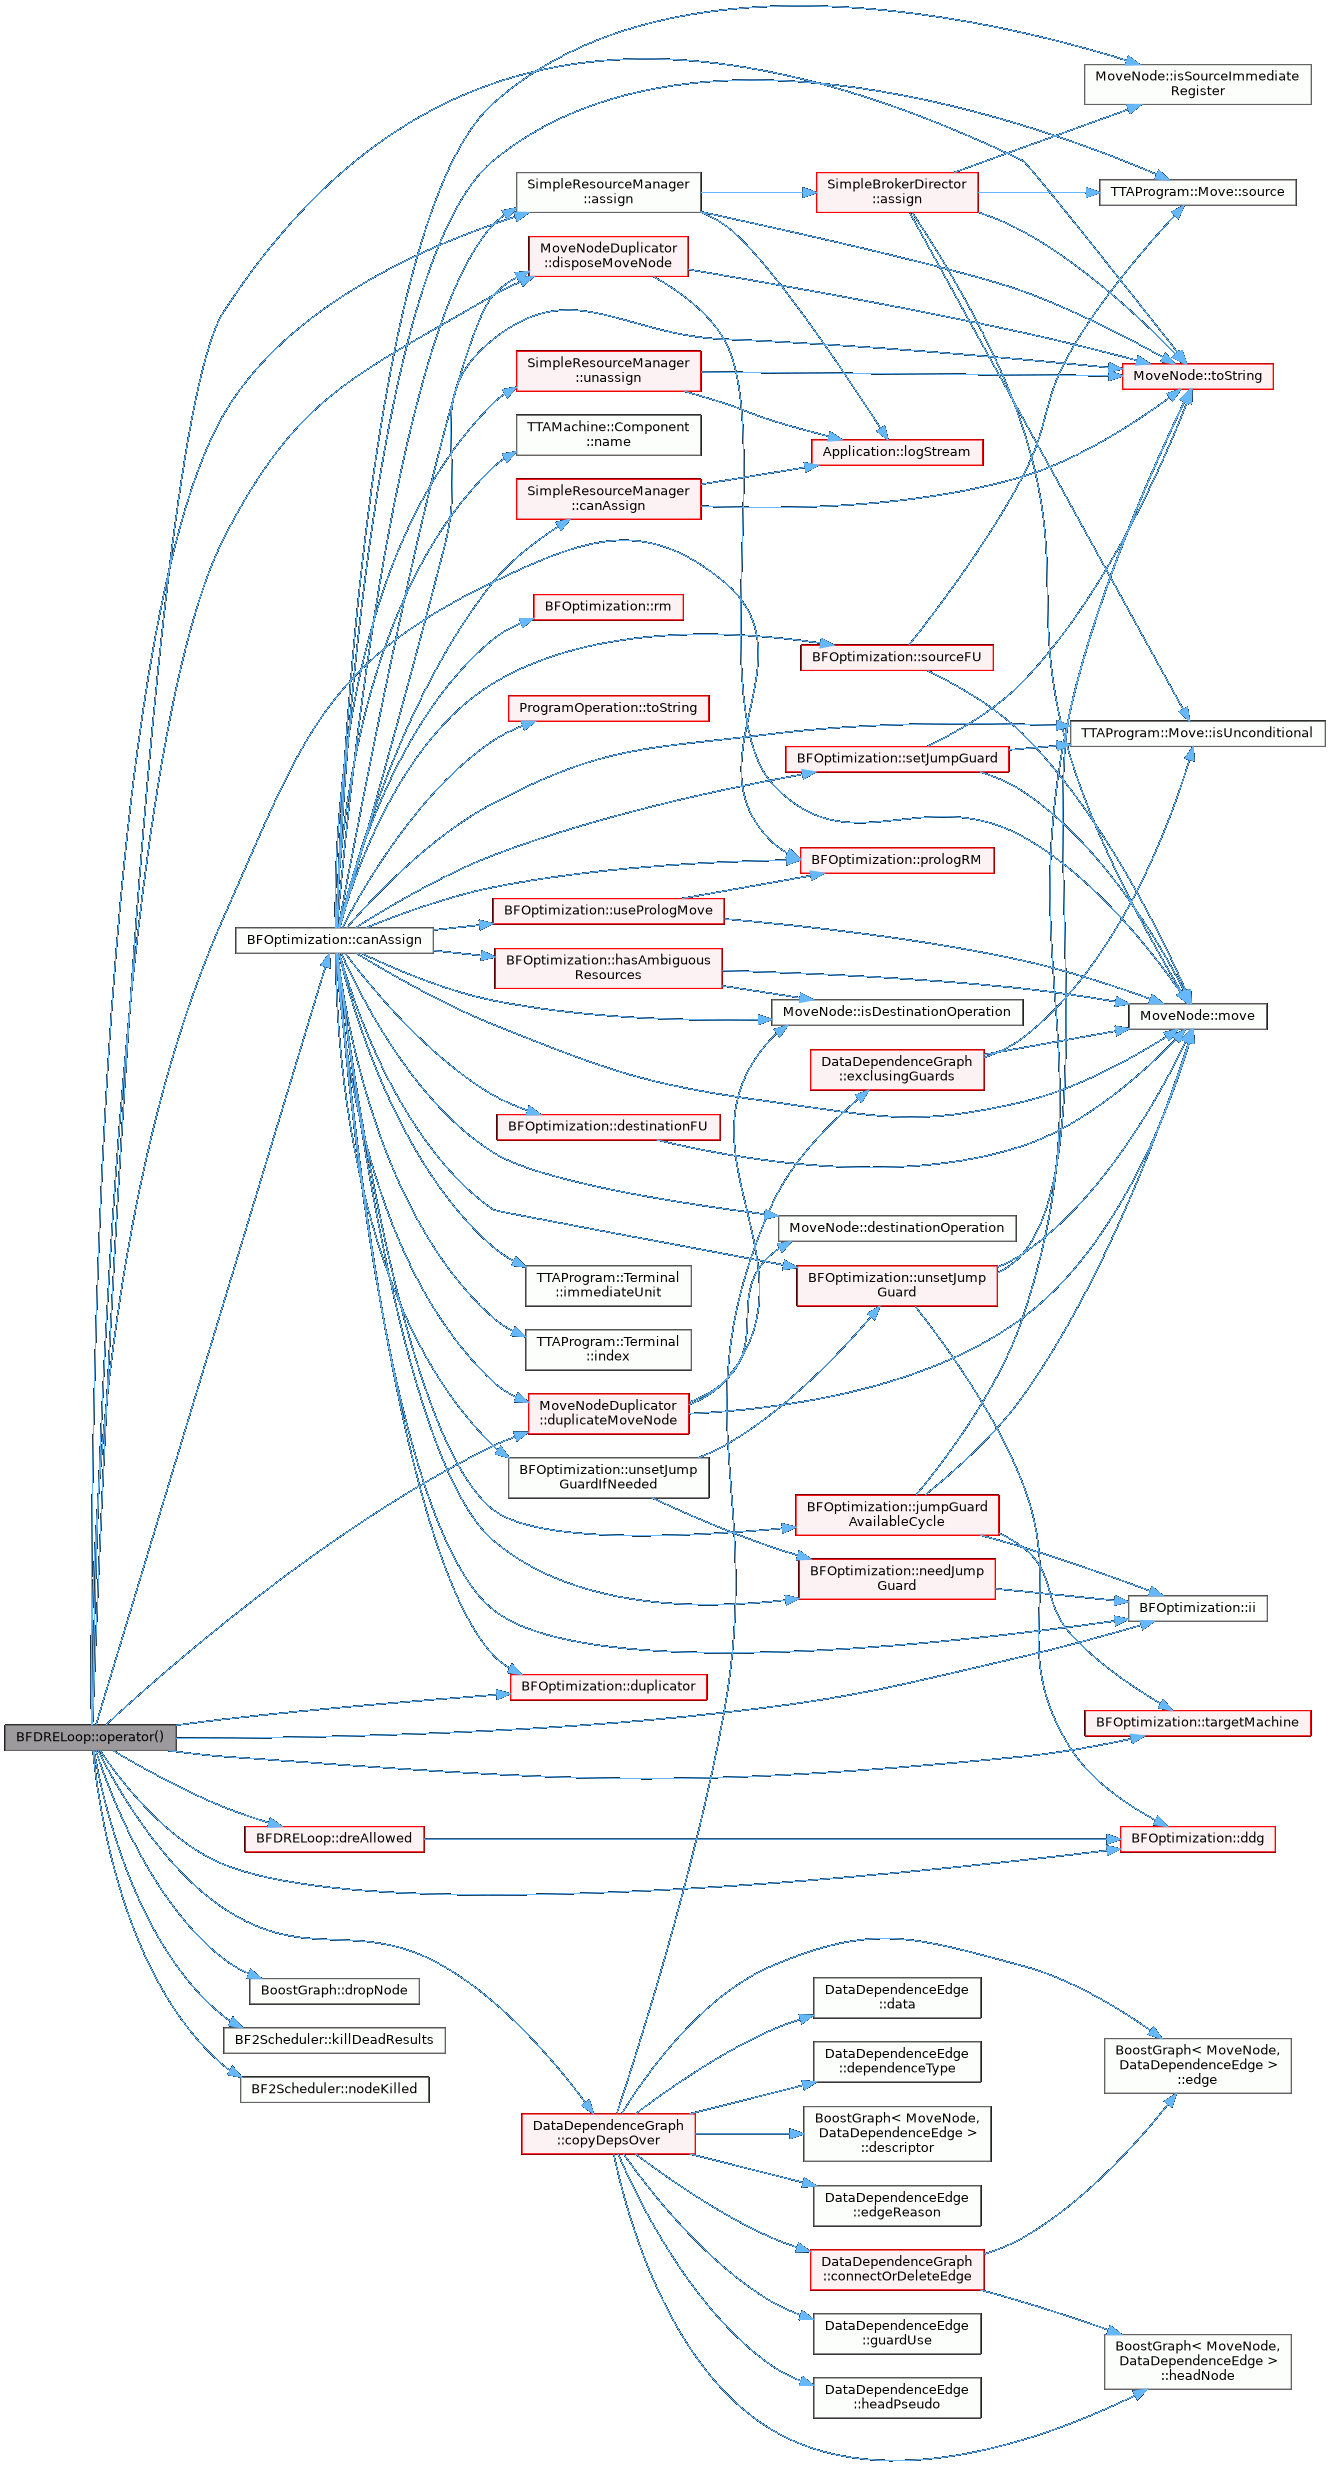 MoveNode::isSourceImmediate
Register
SimpleResourceManager
::assign
SimpleBrokerDirector
::assign
TTAProgram::Move::source
MoveNodeDuplicator
::disposeMoveNode
SimpleResourceManager
::unassign
MoveNode::toString
TTAMachine::Component
::name
Application::logStream
SimpleResourceManager
::canAssign
BFOptimization::rm
BFOptimization::sourceFU
ProgramOperation::toString
TTAProgram::Move::isUnconditional
BFOptimization::setJumpGuard
BFOptimization::prologRM
BFOptimization::usePrologMove
BFOptimization::canAssign
BFOptimization::hasAmbiguous
Resources
MoveNode::isDestinationOperation
MoveNode::move
DataDependenceGraph
::exclusingGuards
BFOptimization::destinationFU
MoveNode::destinationOperation
TTAProgram::Terminal
::immediateUnit
BFOptimization::unsetJump
Guard
TTAProgram::Terminal
::index
MoveNodeDuplicator
::duplicateMoveNode
BFOptimization::unsetJump
GuardIfNeeded
BFOptimization::jumpGuard
AvailableCycle
BFOptimization::needJump
Guard
BFOptimization::ii
BFOptimization::duplicator
BFOptimization::targetMachine
BFDRELoop::operator()
BFDRELoop::dreAllowed
BFOptimization::ddg
BoostGraph::dropNode
BF2Scheduler::killDeadResults
BF2Scheduler::nodeKilled
DataDependenceEdge
::data
DataDependenceEdge
::dependenceType
BoostGraph< MoveNode,
DataDependenceEdge >
::edge
DataDependenceGraph
::copyDepsOver
BoostGraph< MoveNode,
DataDependenceEdge >
::descriptor
DataDependenceEdge
::edgeReason
DataDependenceGraph
::connectOrDeleteEdge
DataDependenceEdge
::guardUse
BoostGraph< MoveNode,
DataDependenceEdge >
::headNode
DataDependenceEdge
::headPseudo